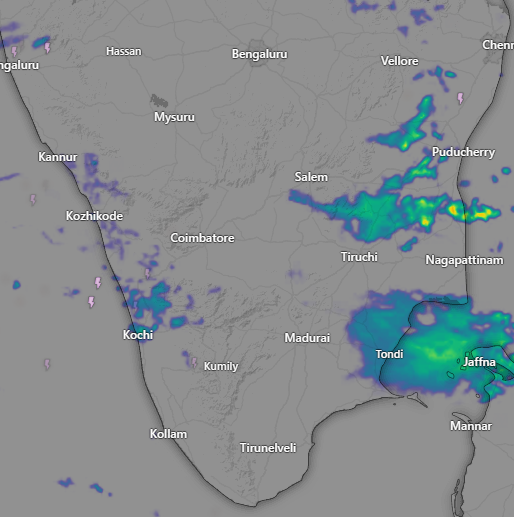 Hassan
Bengaluru
Chenn
ngaluru
Vellore
Mysuru
Kannur
Puducherry
Salem
Kozhikode
Coimbatore
Tiruchi
Nagapattinam
Kochi
Madurai
Tondi
Jaffna
Kumily
Mannar
Kollam
Tirunelveli